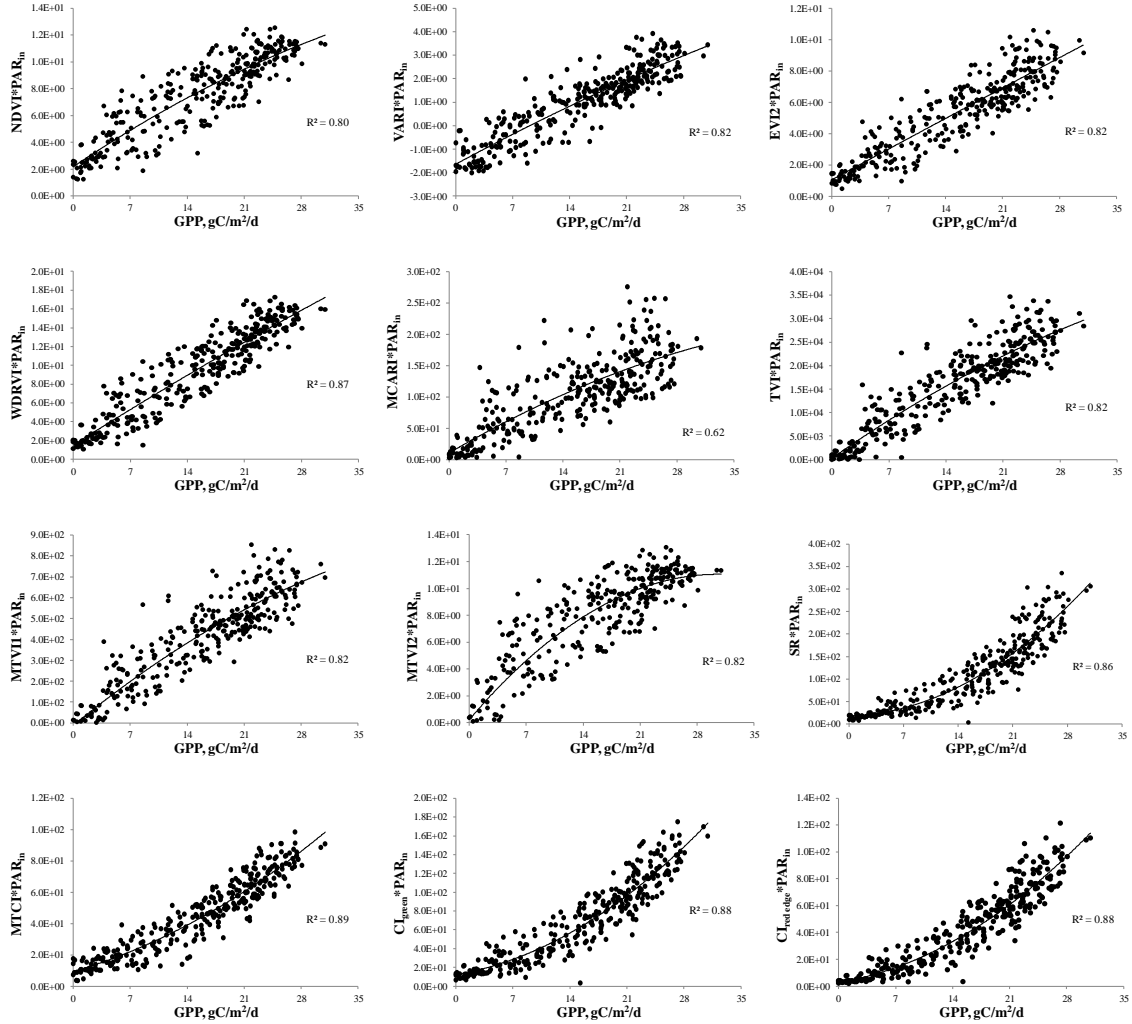 NDVI*PARin
1.4E+01
1.2E+01
1.0E+01
8.0E+00
6.0E+00
4.0E+00
2.0E+00
0.0E+00
R² = 0.80
0 7 14 21 28 35
GPP, gC/m²/d
VARI*PARin
5.0E+00
4.0E+00
3.0E+00
2.0E+00
1.0E+00
0.0E+00
-1.0E+00
-2.0E+00
-3.0E+00
R² = 0.82
0 7 14 21 28 35
GPP, gC/m²/d
EVI2*PARin
1.2E+01
1.0E+01
8.0E+00
6.0E+00
4.0E+00
2.0E+00
0.0E+00
R² = 0.82
0 7 14 21 28 35
GPP, gC/m²/d
WDRVI*PARin
2.0E+01
1.8E+01
1.6E+01
1.4E+01
1.2E+01
1.0E+01
8.0E+00
6.0E+00
4.0E+00
2.0E+00
0.0E+00
R² = 0.87
0 7 14 21 28 35
GPP, gC/m²/d
MCARI*PARin
3.0E+02
2.5E+02
2.0E+02
1.5E+02
1.0E+02
5.0E+01
0.0E+00
R² = 0.62
0 7 14 21 28 35
GPP, gC/m²/d
TVI*PARin
4.0E+04
3.5E+04
3.0E+04
2.5E+04
2.0E+04
1.5E+04
1.0E+04
5.0E+03
0.0E+00
R² = 0.82
0 7 14 21 28 35
GPP, gC/m²/d
MTVI1*PARin
9.0E+02
8.0E+02
7.0E+02
6.0E+02
5.0E+02
4.0E+02
3.0E+02
2.0E+02
1.0E+02
0.0E+00
R² = 0.82
0 7 14 21 28 35
GPP, gC/m²/d
MTVI2*PARin
1.4E+01
1.2E+01
1.0E+01
8.0E+00
6.0E+00
4.0E+00
2.0E+00
0.0E+00
R² = 0.82
0 7 14 21 28 35
GPP, gC/m²/d
SR*PARin
4.0E+02
3.5E+02
3.0E+02
2.5E+02
2.0E+02
1.5E+02
1.0E+02
5.0E+01
0.0E+00
R² = 0.86
0 7 14 21 28 35
GPP, gC/m²/d
MTCI*PARin
1.2E+02
1.0E+02
8.0E+01
6.0E+01
4.0E+01
2.0E+01
0.0E+00
R² = 0.89
0 7 14 21 28 35
GPP, gC/m²/d
CIgreen*PARin
2.0E+02
1.8E+02
1.6E+02
1.4E+02
1.2E+02
1.0E+02
8.0E+01
6.0E+01
4.0E+01
2.0E+01
0.0E+00
R² = 0.88
0 7 14 21 28 35
GPP, gC/m²/d
CIred edge*PARin
1.4E+02
1.2E+02
1.0E+02
8.0E+01
6.0E+01
4.0E+01
2.0E+01
0.0E+00
R² = 0.88
0 7 14 21 28 35
GPP, gC/m²/d